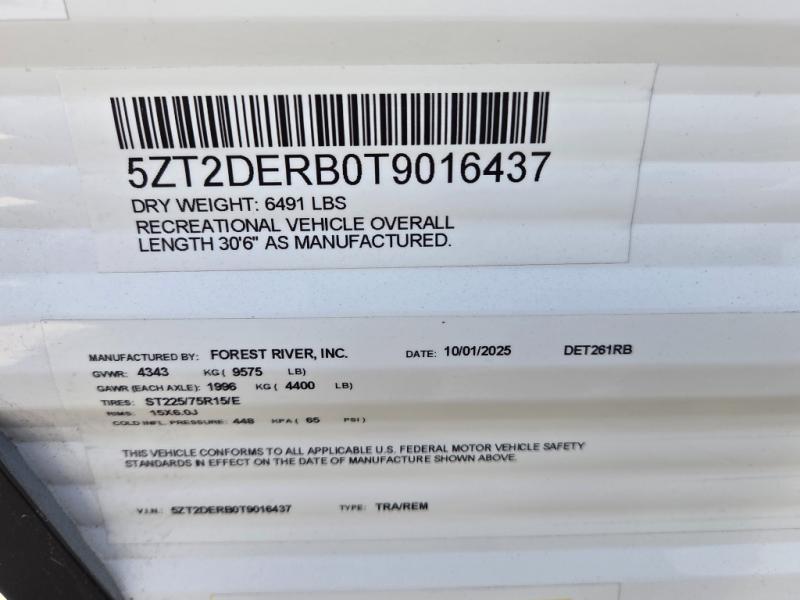 5ZT2DERB0T9016437
DRY WEIGHT: 6491 LBS
RECREATIONAL VEHICLE OVERALL
LENGTH 30'6" AS MANUFACTURED.
MANUFACTURED BY: FOREST RIVER, INC. DATE: 10/01/2025 DET261RB
GVWR: 4343 KG( 9575 LB)
GAWR (EACH AXLE): 1996 KG ( 4400 LB)
TIRES: ST225/75R15/E
RIMS: 15X6.0J
COLD INFL. PRESSURE: 448 KPA ( 65 PSI)
THIS VEHICLE CONFORMS TO ALL APPLICABLE U.S. FEDERAL MOTOR VEHICLE SAFETY
STANDARDS IN EFFECT ON THE DATE OF MANUFACTURE SHOWN ABOVE.
V.I.N.: 5ZT2DERB0T9016437 TYPE: TRA/REM